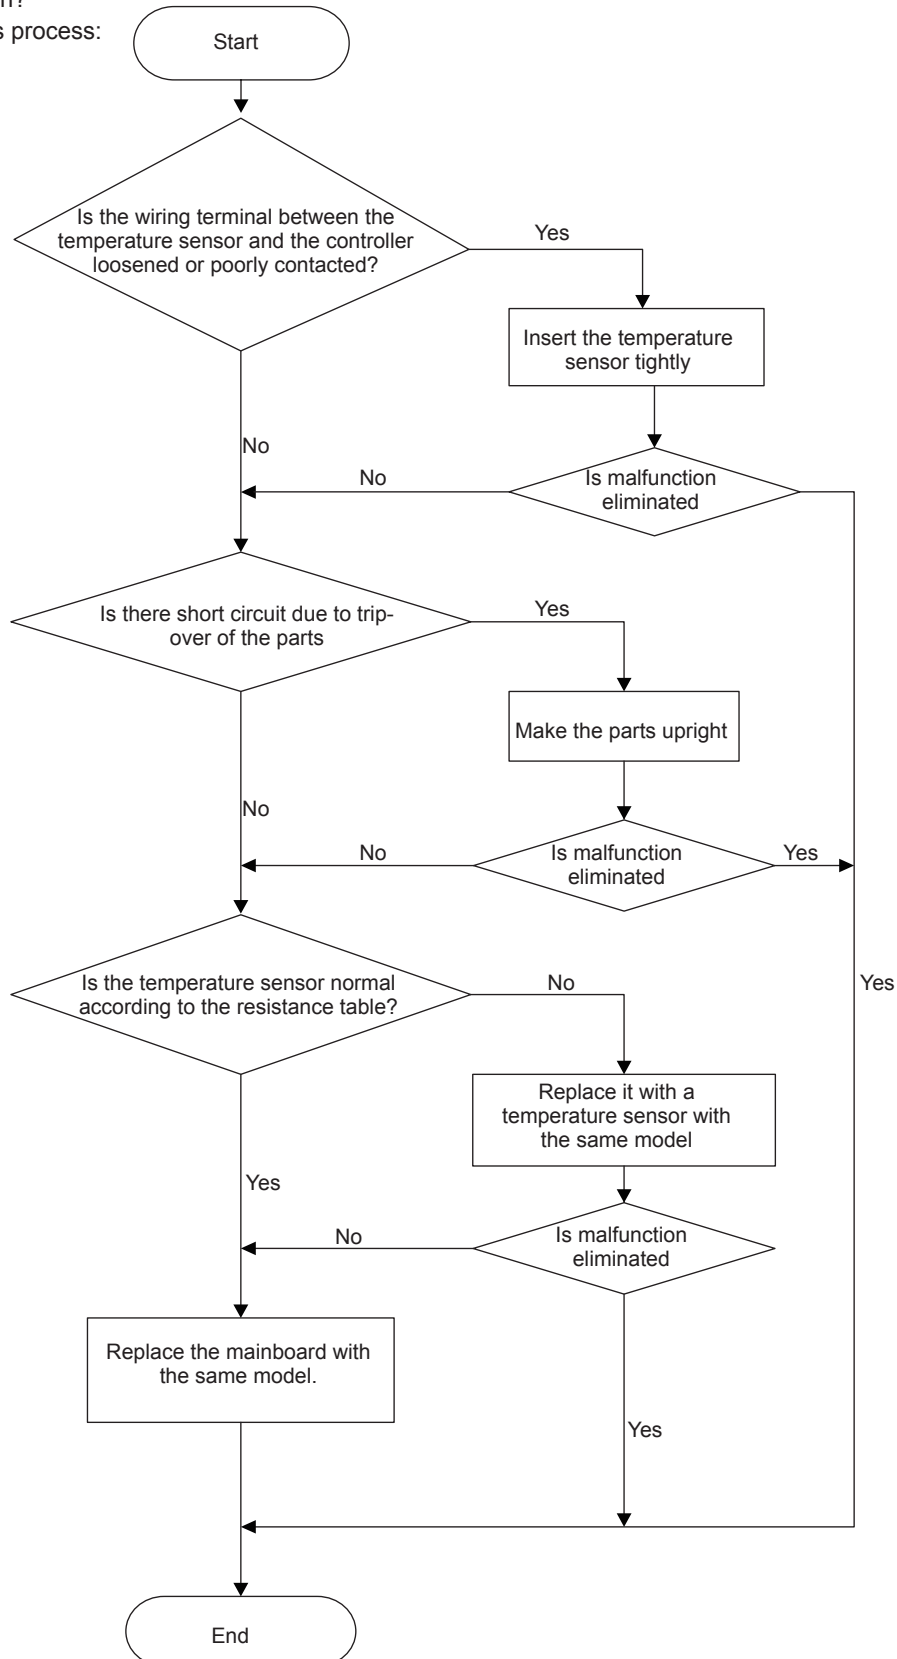 s process:
Start
Is the wiring terminal between the
temperature sensor and the controller
loosened or poorly contacted?
Yes
Insert the temperature
sensor tightly
No
No
Is malfunction
eliminated
Is there short circuit due to trip-
over of the parts
Yes
Make the parts upright
No
No
Is malfunction
eliminated
Yes
Is the temperature sensor normal
according to the resistance table?
No
Yes
Replace it with a
temperature sensor with
the same model
Yes
No
Is malfunction
eliminated
Replace the mainboard with
the same model.
Yes
End